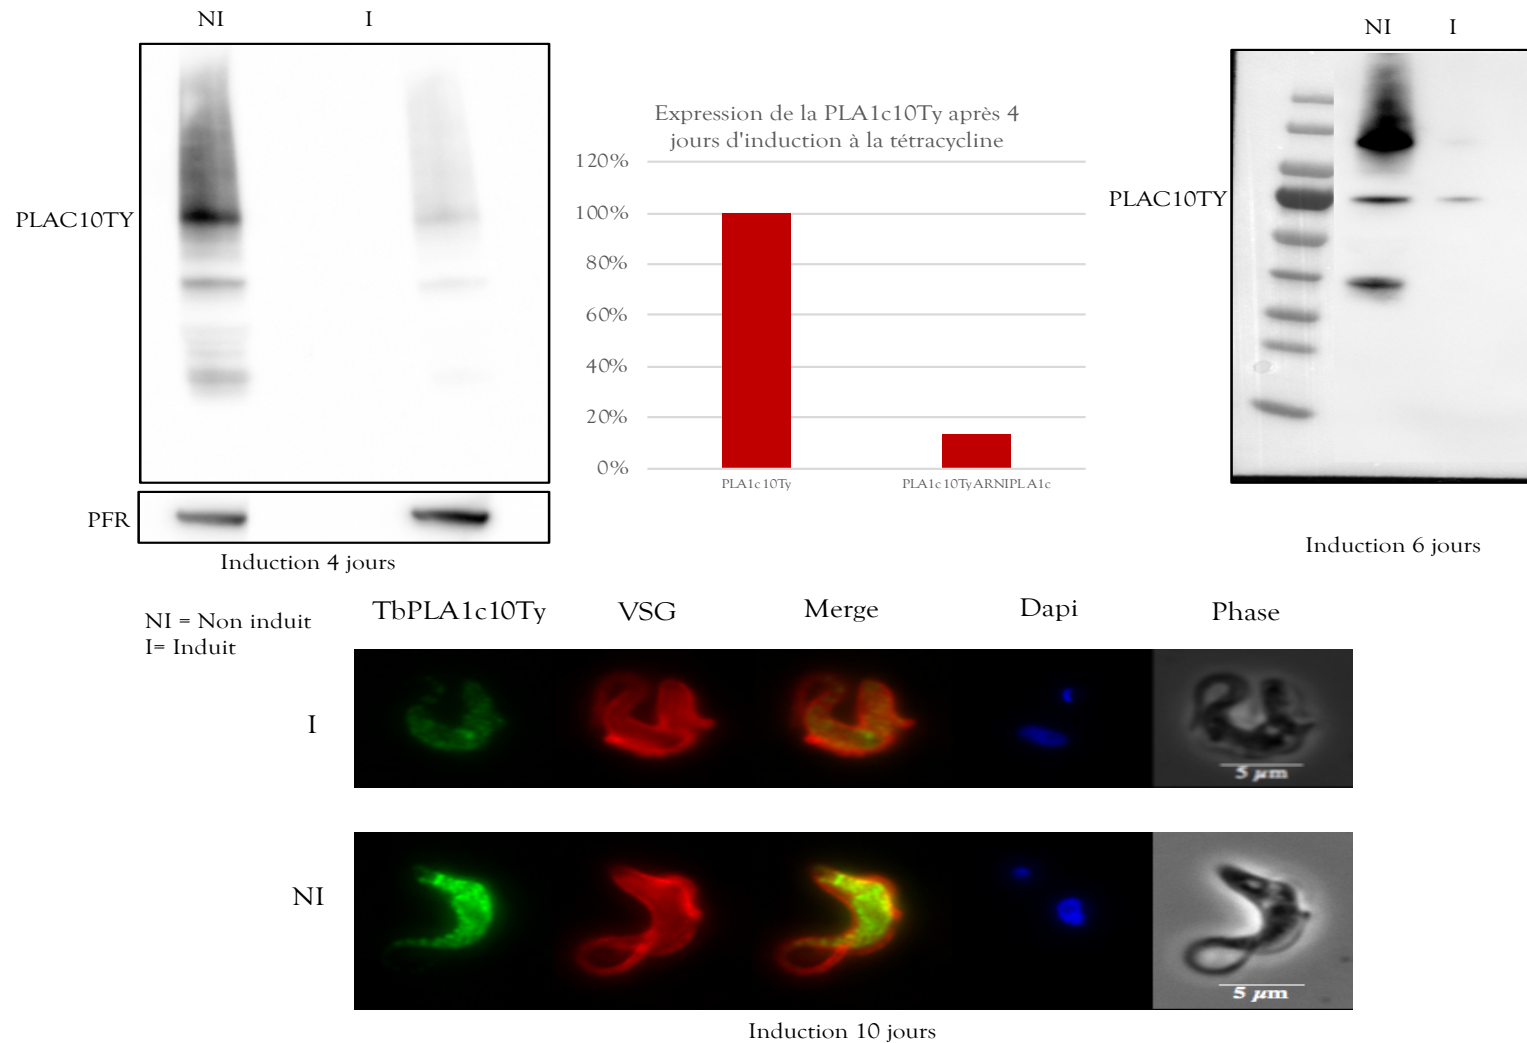 NI
I
PLAC10TY
PFR
Induction 4 jours
Expression de la PLA1c10Ty après 4
jours d'induction à la tétracycline
120%
100%
80%
60%
40%
20%
0%
PLA1c10Ty
PLA1c10TyARNIPLA1c
NI
I
PLAC10TY
Induction 6 jours
NI = Non induit
I= Induit
TbPLA1c10Ty
VSG
Merge
Dapi
Phase
I
5 µm
NI
5 µm
Induction 10 jours